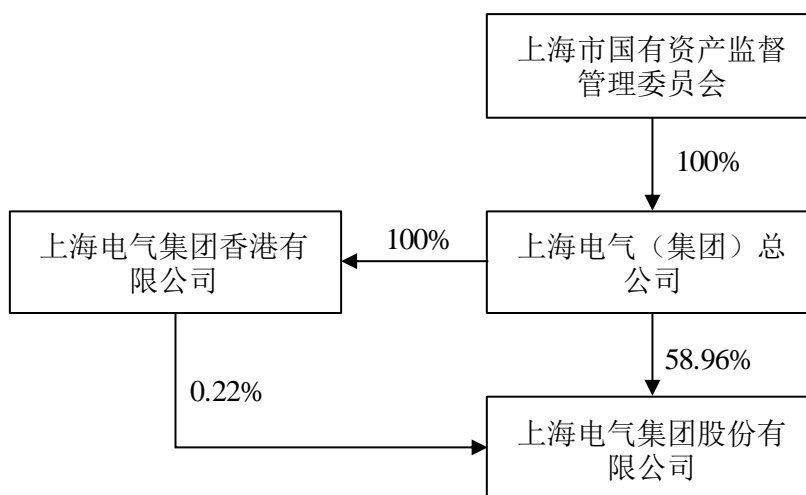 上海市国有资产监督
管理委员会
100%
上海电气集团香港有
限公司
100%
上海电气（集团）总
公司
0.22%
58.96%
上海电气集团股份有
限公司